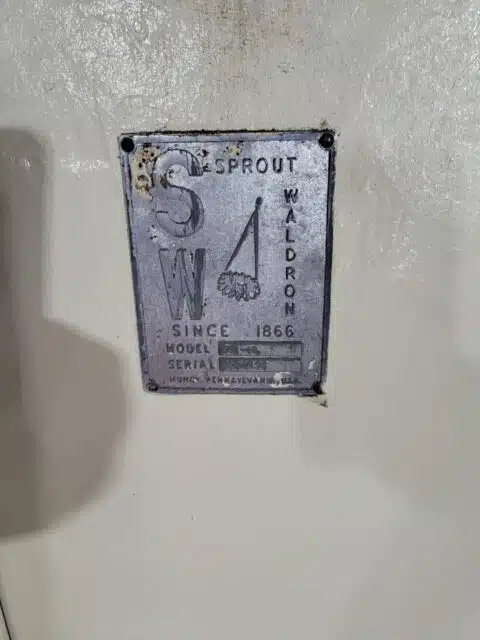 S SPROUT
W WALDRON
SINCE 1866
MODEL
SERIAL
MUNCY, PENNSYLVANIA, U.S.A.